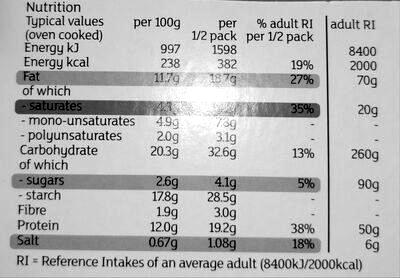 Nutrition
Typical values per 100g per % adult RI adult RI
(oven cooked) 1/2 pack per 1/2 pack
Energy kJ 997 1598 8400
Energy kcal 238 382 19% 2000
Fat 11.7g 18.7g 27% 70g
of which
- saturates 35% 20g
- mono-unsaturates 4.9g 7.8g - -
- polyunsaturates 2.0g 3.1g - -
Carbohydrate 20.3g 32.6g 13% 260g
of which
- sugars 2.6g 4.1g 5% 90g
- starch 17.8g 28.5g - -
Fibre 1.9g 3.0g - -
Protein 12.0g 19.2g 38% 50g
Salt 0.67g 1.08g 18% 6g
RI = Reference Intakes of an average adult (8400kJ/2000kcal)